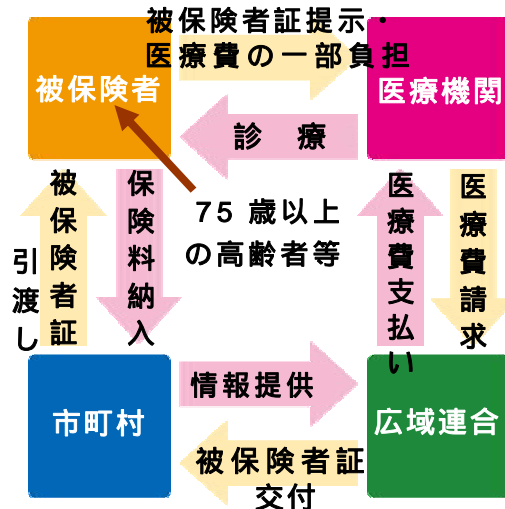 被保険者証提示・
医療費の一部負担
被保険者
医療機関
診　療
被保険者証
引渡し
保険料納入
75 歳以上
の高齢者等
医療費支払い
医療費請求
市町村
情報提供
広域連合
被保険者証
交付